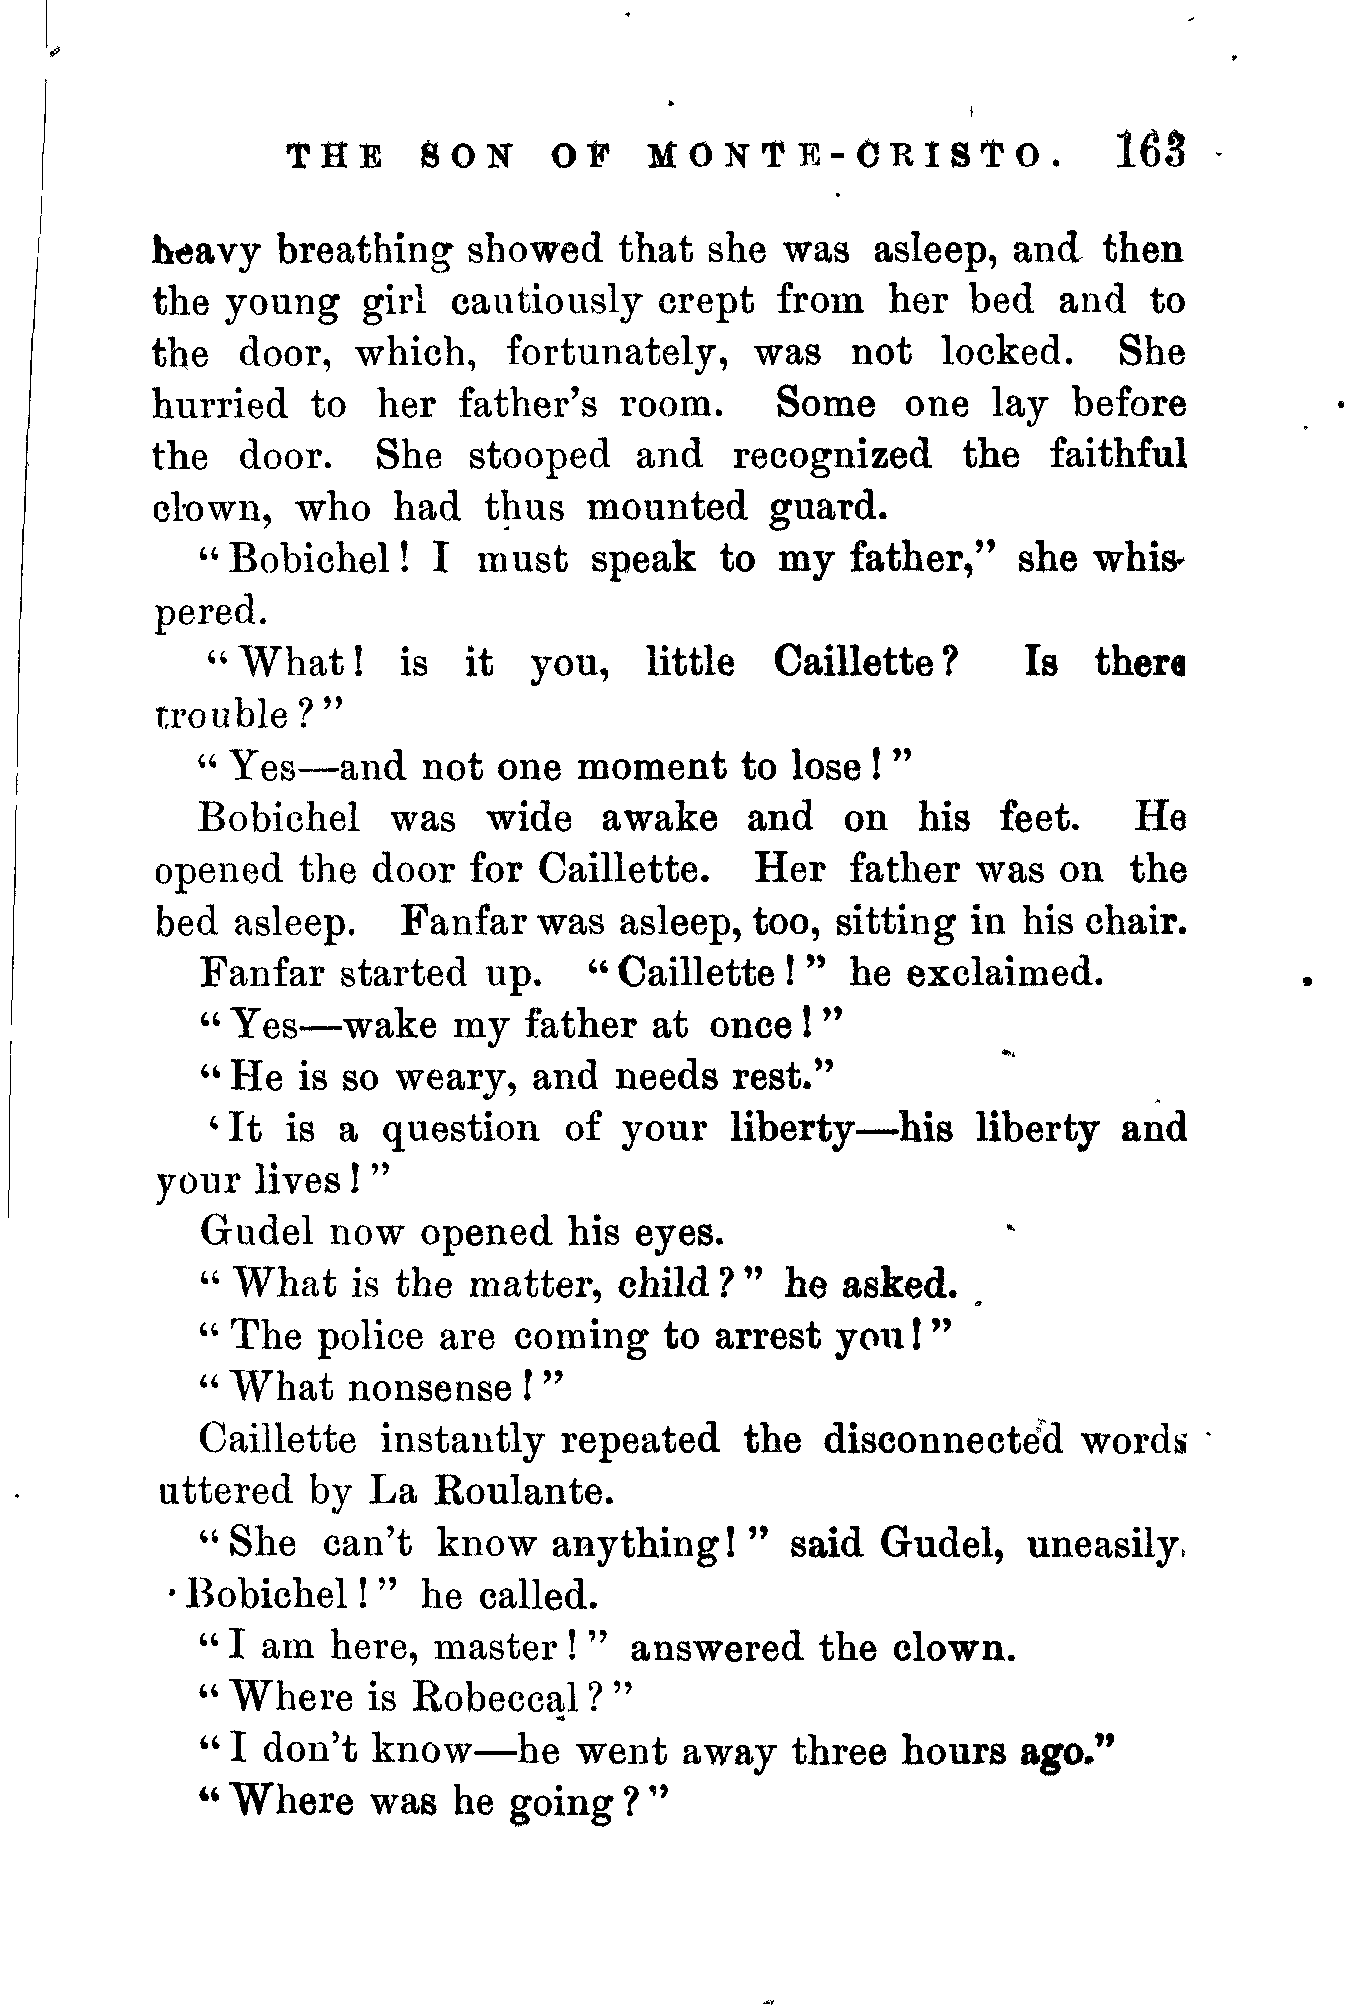 THE SON OF MONTE-CRISTO. 163
heavy breathing showed that she was asleep, and then
the young girl cautiously crept from her bed and to
the door, which, fortunately, was not locked. She
hurried to her father's room. Some one lay before
the door. She stooped and recognized the faithful
clown, who had thus mounted guard.
"Bobichel! I must speak to my father," she whis-
pered.
"What! is it you, little Caillette? Is there
trouble?"
"Yes—and not one moment to lose!"
Bobichel was wide awake and on his feet. He
opened the door for Caillette. Her father was on the
bed asleep. Fanfar was asleep, too, sitting in his chair.
Fanfar started up. "Caillette!" he exclaimed.
"Yes—wake my father at once!"
"He is so weary, and needs rest."
'It is a question of your liberty—his liberty and
your lives!"
Gudel now opened his eyes.
"What is the matter, child?" he asked.
"The police are coming to arrest you!"
"What nonsense!"
Caillette instantly repeated the disconnected words
uttered by La Roulante.
"She can't know anything!" said Gudel, uneasily.
Bobichel!" he called.
"I am here, master!" answered the clown.
"Where is Robeccal?"
"I don't know—he went away three hours ago."
"Where was he going?"